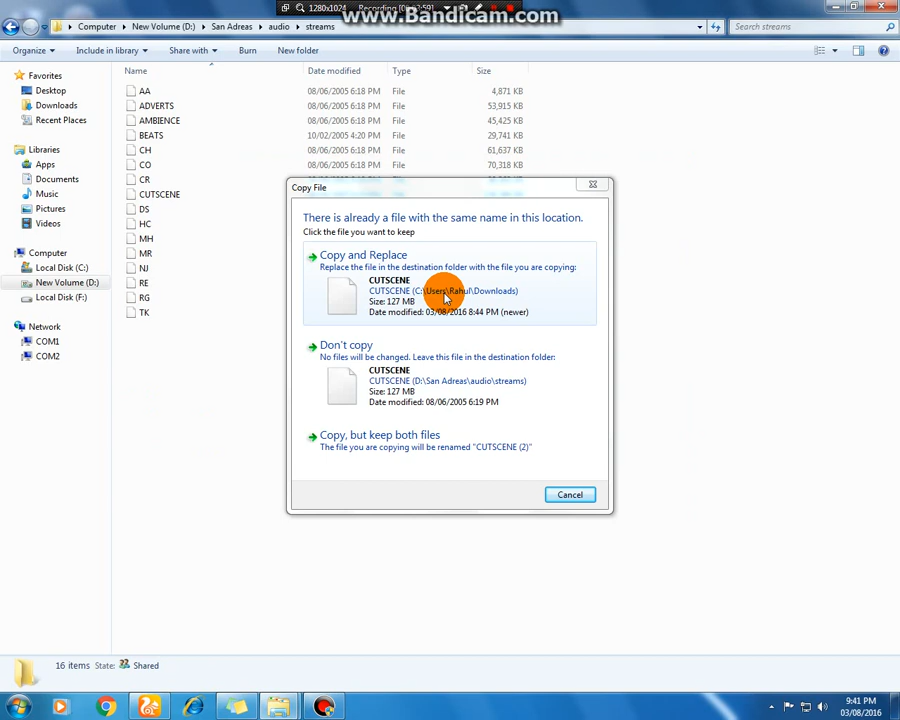 1280x1024 Recording [0:02:59]
www.Bandicam.com
Computer New Volume (D:) San Adreas audio streams
Search streams
Organize Include in library Share with Burn New folder
Name Date modified Type Size
Favorites
Desktop
Downloads
Recent Places
Libraries
Apps
Documents
Music
Pictures
Videos
Computer
Local Disk (C:)
New Volume (D:)
Local Disk (F:)
Network
COM1
COM2
AA 08/06/2005 6:18 PM File 4,871 KB
ADVERTS 08/06/2005 6:18 PM File 53,915 KB
AMBIENCE 08/06/2005 6:18 PM File 45,425 KB
BEATS 10/02/2005 4:20 PM File 29,741 KB
CH 08/06/2005 6:18 PM File 61,637 KB
CO 08/06/2005 6:18 PM File 70,318 KB
CR
CUTSCENE
DS
HC
MH
MR
NJ
RE
RG
TK
Copy File
There is already a file with the same name in this location.
Click the file you want to keep
Copy and Replace
Replace the file in the destination folder with the file you are copying:
CUTSCENE
CUTSCENE (C:\Users\Rahul\Downloads)
Size: 127 MB
Date modified: 03/08/2016 8:44 PM (newer)
Don't copy
No files will be changed. Leave this file in the destination folder:
CUTSCENE
CUTSCENE (D:\San Adreas\audio\streams)
Size: 127 MB
Date modified: 08/06/2005 6:19 PM
Copy, but keep both files
The file you are copying will be renamed "CUTSCENE (2)"
Cancel
16 items State: Shared
9:41 PM
03/08/2016